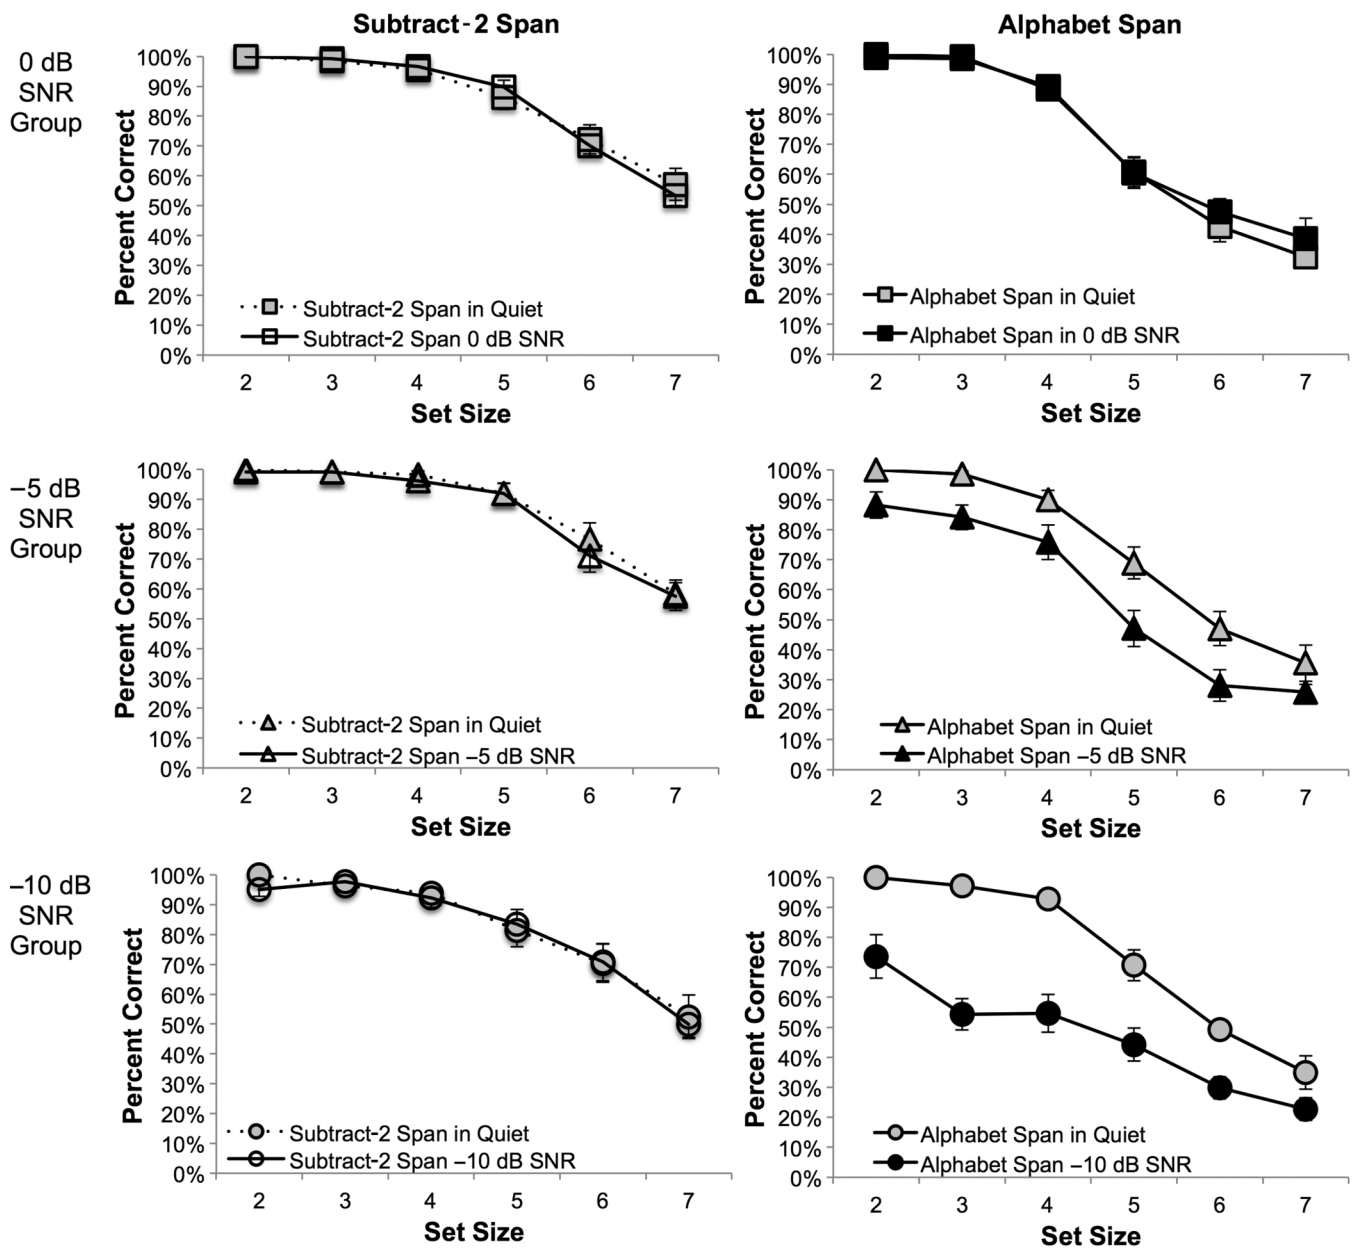 Subtract-2 Span
Alphabet Span
0 dB
SNR
Group
Percent Correct
100%
90%
80%
70%
60%
50%
40%
30%
20%
10%
0%
Subtract-2 Span in Quiet
Subtract-2 Span 0 dB SNR
2 3 4 5 6 7
Set Size
Percent Correct
100%
90%
80%
70%
60%
50%
40%
30%
20%
10%
0%
Alphabet Span in Quiet
Alphabet Span in 0 dB SNR
2 3 4 5 6 7
Set Size
–5 dB
SNR
Group
Percent Correct
100%
90%
80%
70%
60%
50%
40%
30%
20%
10%
0%
Subtract-2 Span in Quiet
Subtract-2 Span –5 dB SNR
2 3 4 5 6 7
Set Size
Percent Correct
100%
90%
80%
70%
60%
50%
40%
30%
20%
10%
0%
Alphabet Span in Quiet
Alphabet Span –5 dB SNR
2 3 4 5 6 7
Set Size
–10 dB
SNR
Group
Percent Correct
100%
90%
80%
70%
60%
50%
40%
30%
20%
10%
0%
Subtract-2 Span in Quiet
Subtract-2 Span –10 dB SNR
2 3 4 5 6 7
Set Size
Percent Correct
100%
90%
80%
70%
60%
50%
40%
30%
20%
10%
0%
Alphabet Span in Quiet
Alphabet Span –10 dB SNR
2 3 4 5 6 7
Set Size